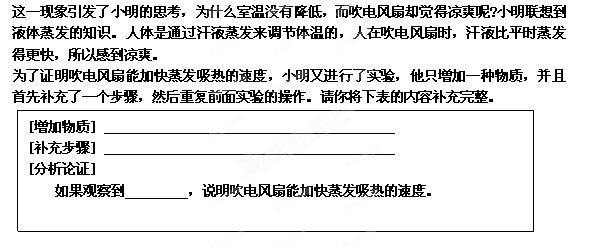 这一现象引发了小明的思考，为什么室温没有降低，而吹电风扇却觉得凉爽呢?小明联想到
液体蒸发的知识。人体是通过汗液蒸发来调节体温的，人在吹电风扇时，汗液比平时蒸发
得更快，所以感到凉爽。
为了证明吹电风扇能加快蒸发吸热的速度，小明又进行了实验，他只增加一种物质，并且
首先补充了一个步骤，然后重复前面实验的操作。请你将下表的内容补充完整。
[增加物质] ____________________
[补充步骤] ____________________
[分析论证]
如果观察到________，说明吹电风扇能加快蒸发吸热的速度。